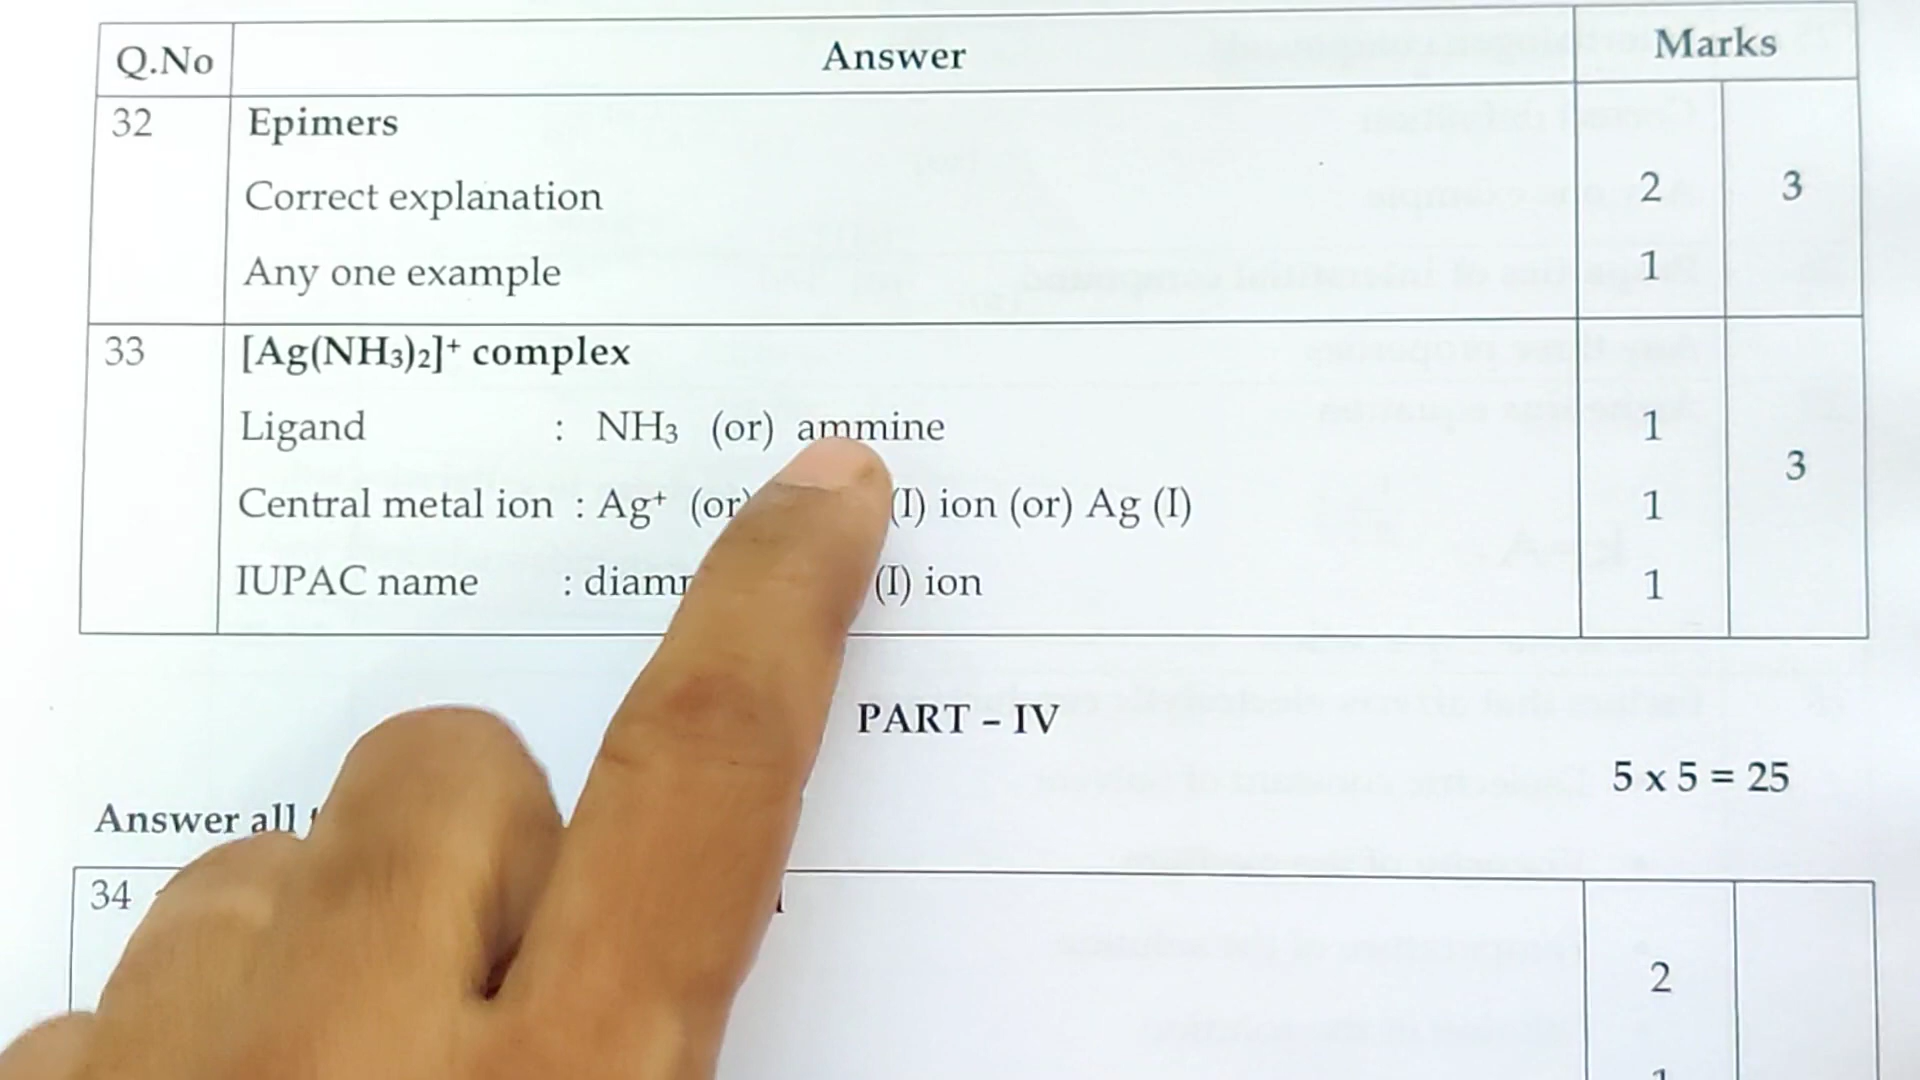 Q.No Answer Marks
32 Epimers
Correct explanation 2 3
Any one example 1
33 [Ag(NH₃)₂]⁺ complex
Ligand : NH₃ (or) ammine 1
3
Central metal ion : Ag⁺ (or) (I) ion (or) Ag (I) 1
IUPAC name : (I) ion 1
PART – IV
5 x 5 = 25
Answer all
34
2
1